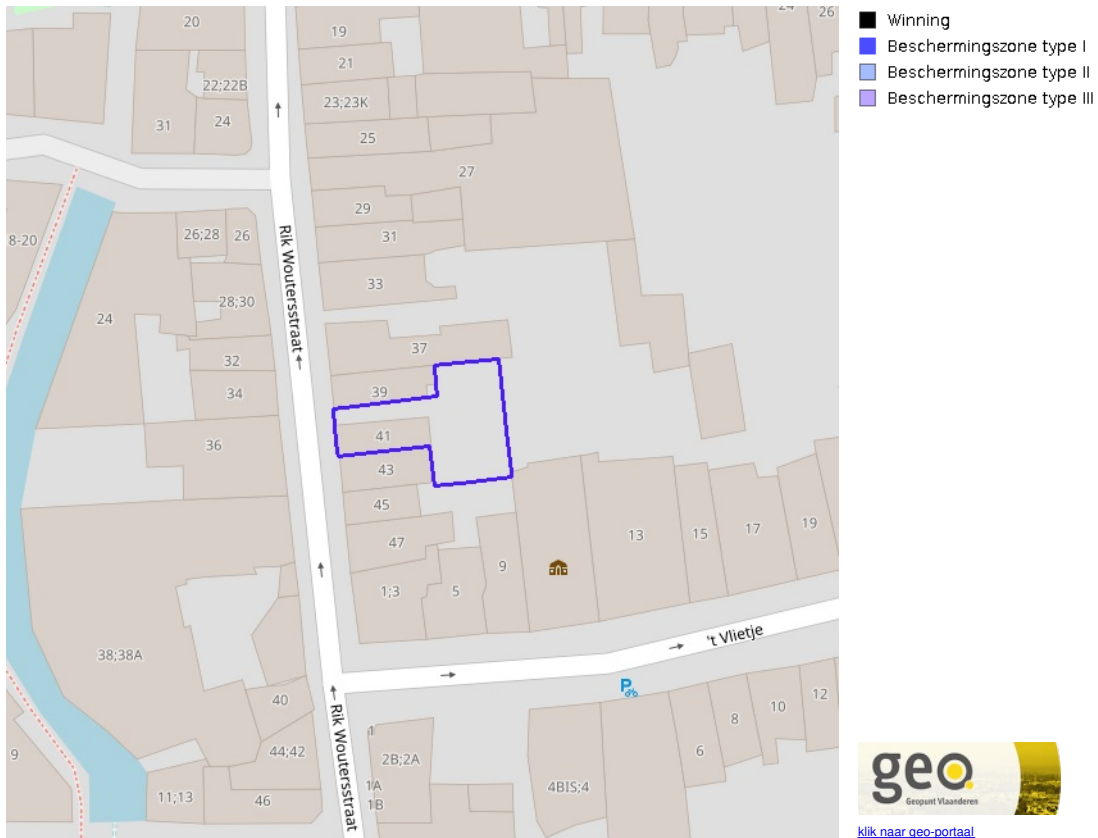 20
19
24
26
21
22;22B
23;23K
31
24
25
27
29
8-20
26;28
26
31
Rik Woutersstraat
33
28;30
24
37
32
39
34
41
36
43
45
13
15
17
19
47
9
1;3
5
't Vlietje
38;38A
40
P
12
10
8
Rik Woutersstraat
1
44;42
2B;2A
6
9
1A
4BIS;4
11;13
46
1B
Winning
Beschermingszone type I
Beschermingszone type II
Beschermingszone type III
geo
Geopunt Vlaanderen
klik naar geo-portaal